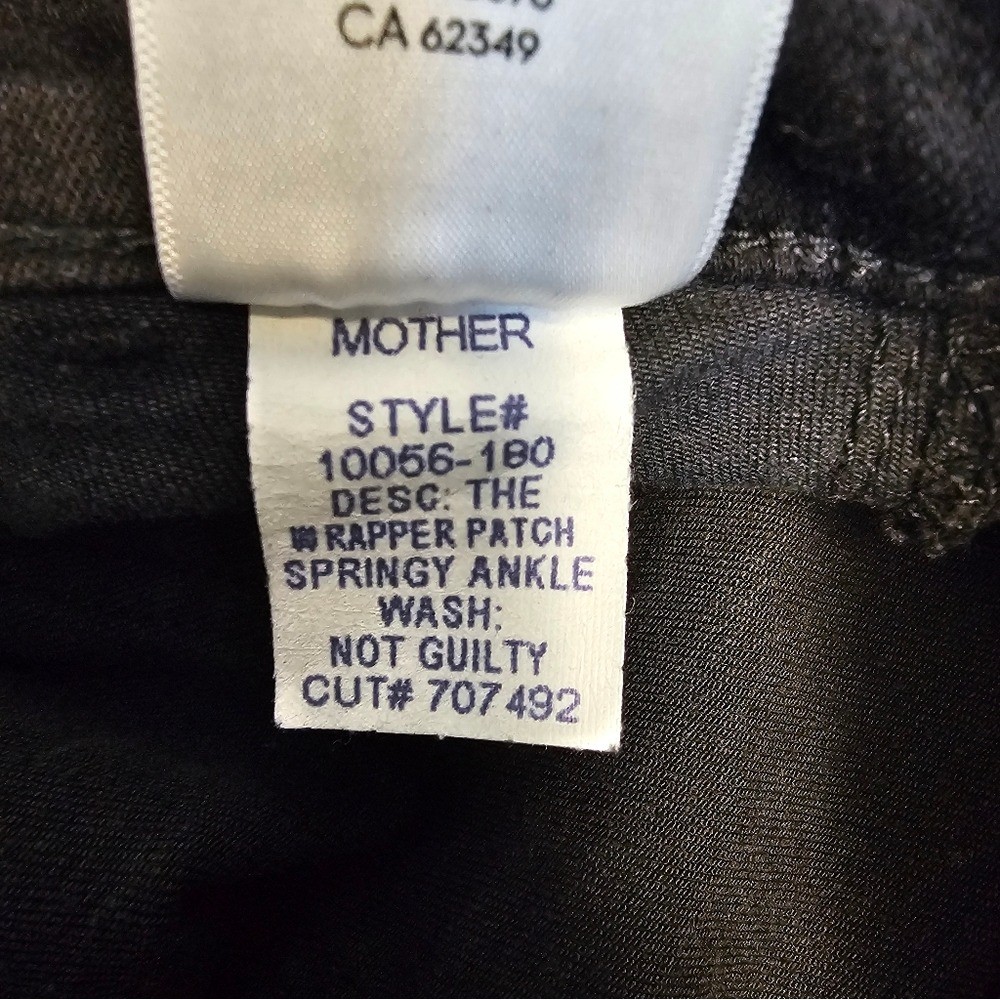 CA 62349
MOTHER
STYLE#
10056-180
DESC: THE
WRAPPER PATCH
SPRINGY ANKLE
WASH:
NOT GUILTY
CUT# 707492